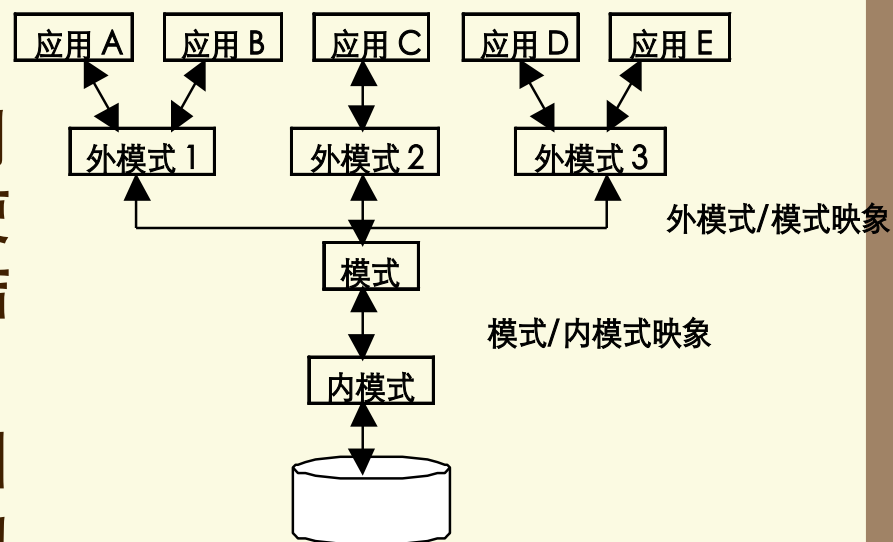 应用 A 应用 B 应用 C 应用 D 应用 E
外模式 1 外模式 2 外模式 3
外模式/模式映象
模式
模式/内模式映象
内模式